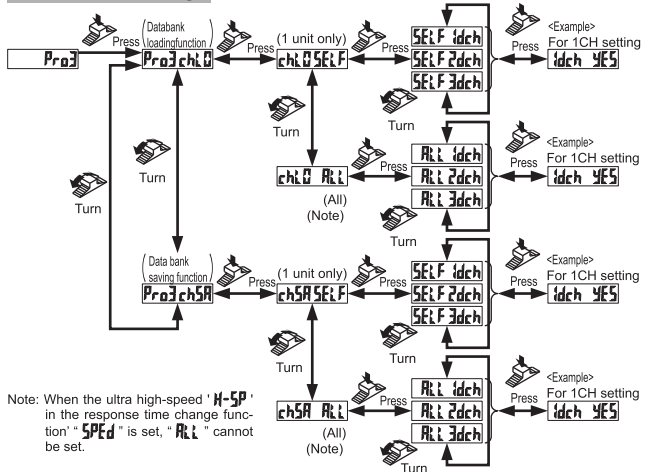 (Databank
loadingfunction)
Press
Pro3
Pro3 chLO
Press
(1 unit only)
chLO SELF
Press
SELF 1dch
SELF 2dch
SELF 3dch
Press
<Example>
For 1CH setting
1dch YES
Turn
Turn
Turn
Turn
chLO ALL
Press
(All)
(Note)
ALL 1dch
ALL 2dch
ALL 3dch
Press
<Example>
For 1CH setting
1dch YES
Turn
(Data bank
saving function)
Pro3 chSA
Press
(1 unit only)
chSA SELF
Press
SELF 1dch
SELF 2dch
SELF 3dch
Press
<Example>
For 1CH setting
1dch YES
Turn
Turn
chSA ALL
Press
(All)
(Note)
ALL 1dch
ALL 2dch
ALL 3dch
Press
<Example>
For 1CH setting
1dch YES
Turn
Note: When the ultra high-speed ' H-SP '
in the response time change func-
tion' " SPEd " is set, " ALL " cannot
be set.